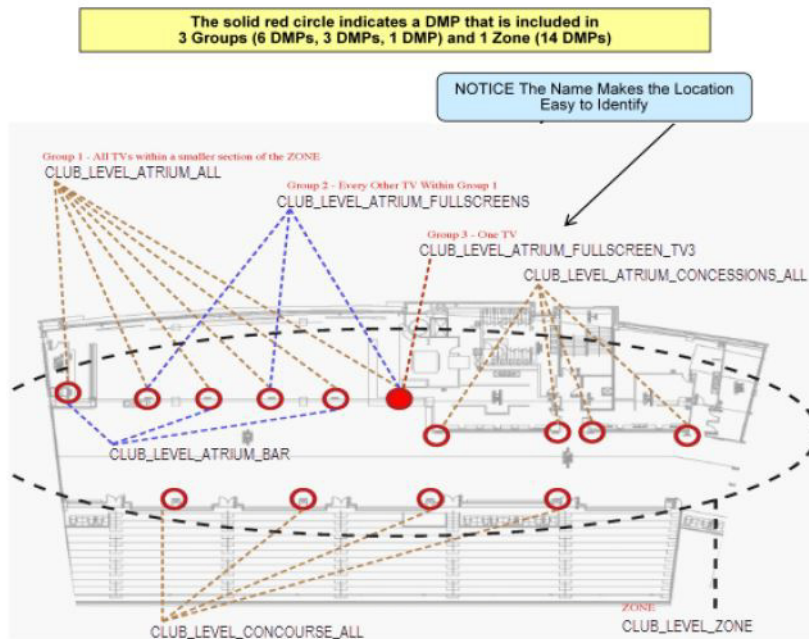 The solid red circle indicates a DMP that is included in
3 Groups (6 DMPs, 3 DMPs, 1 DMP) and 1 Zone (14 DMPs)
NOTICE The Name Makes the Location
Easy to Identify
Group 1 - All TVs within a smaller section of the ZONE
CLUB_LEVEL_ATRIUM_ALL
Group 2 - Every Other TV Within Group 1
CLUB_LEVEL_ATRIUM_FULLSCREENS
Group 3 - One TV
CLUB_LEVEL_ATRIUM_FULLSCREEN_TV3
CLUB_LEVEL_ATRIUM_CONCESSIONS_ALL
CLUB_LEVEL_ATRIUM_BAR
CLUB_LEVEL_CONCOURSE_ALL
ZONE
CLUB_LEVEL_ZONE